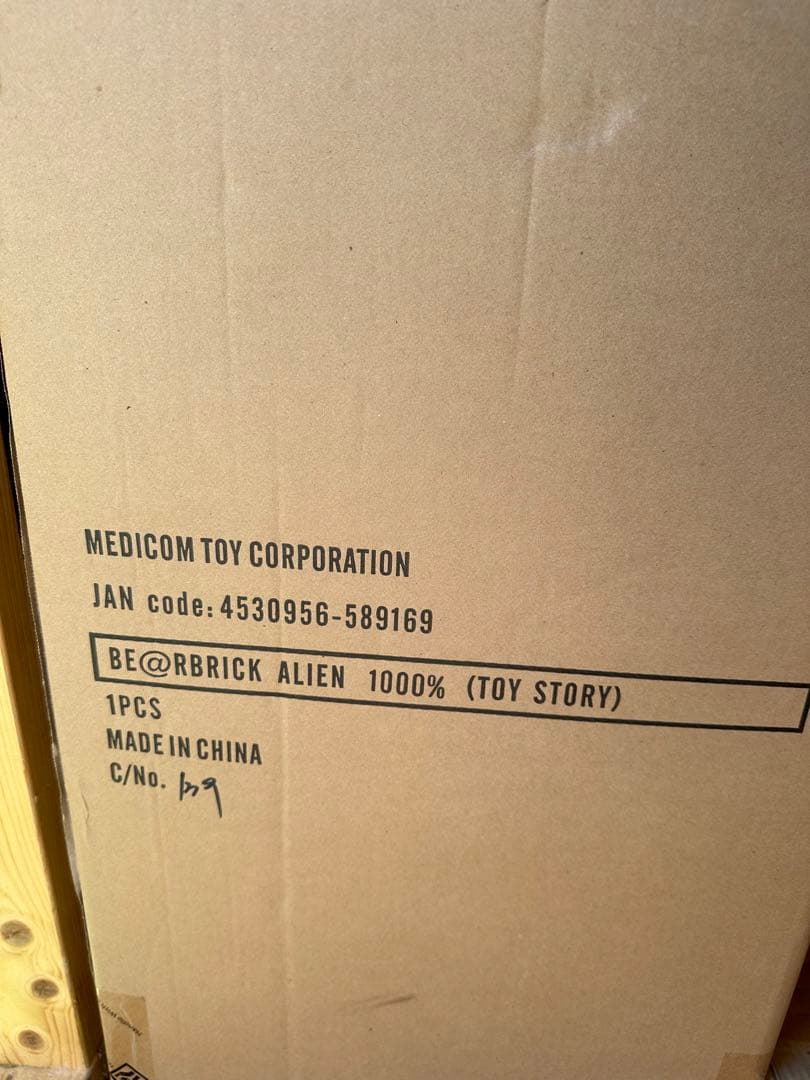 MEDICOM TOY CORPORATION
JAN code: 4530956-589169
BE@RBRICK ALIEN 1000% (TOY STORY)
1PCS
MADE IN CHINA
C/No.